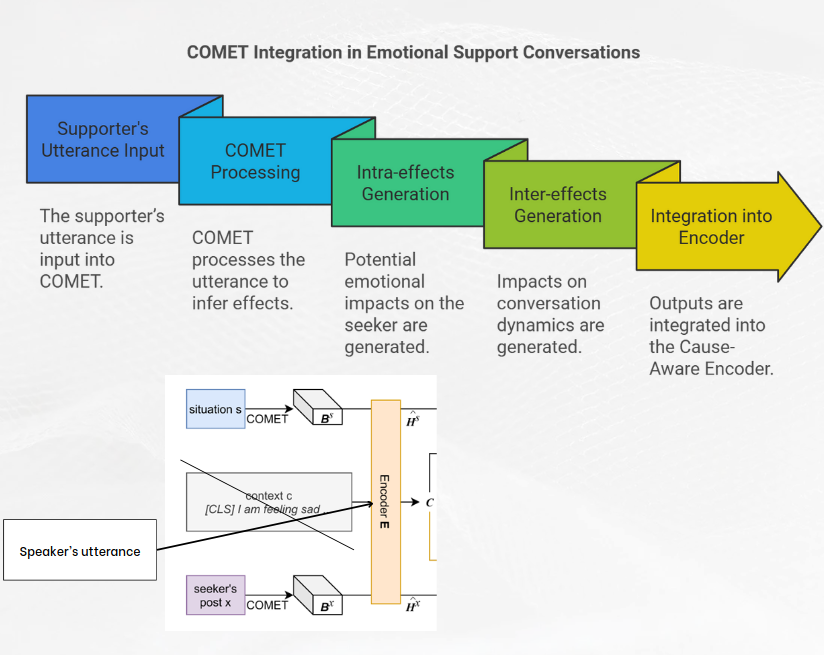 COMET Integration in Emotional Support Conversations
Supporter's
Utterance Input
COMET
Processing
Intra-effects
Generation
Inter-effects
Generation
Integration into
Encoder
The supporter's
utterance is
input into
COMET.
COMET
processes the
utterance to
infer effects.
Potential
emotional
impacts on the
seeker are
generated.
Impacts on
conversation
dynamics are
generated.
Outputs are
integrated into
the Cause-
Aware Encoder.
situation s
COMET
B^s
Ĥ^s
context c
[CLS] I am feeling sad ..
Encoder E
C
Speaker's utterance
seeker's
post x
COMET
B^x
Ĥ^x